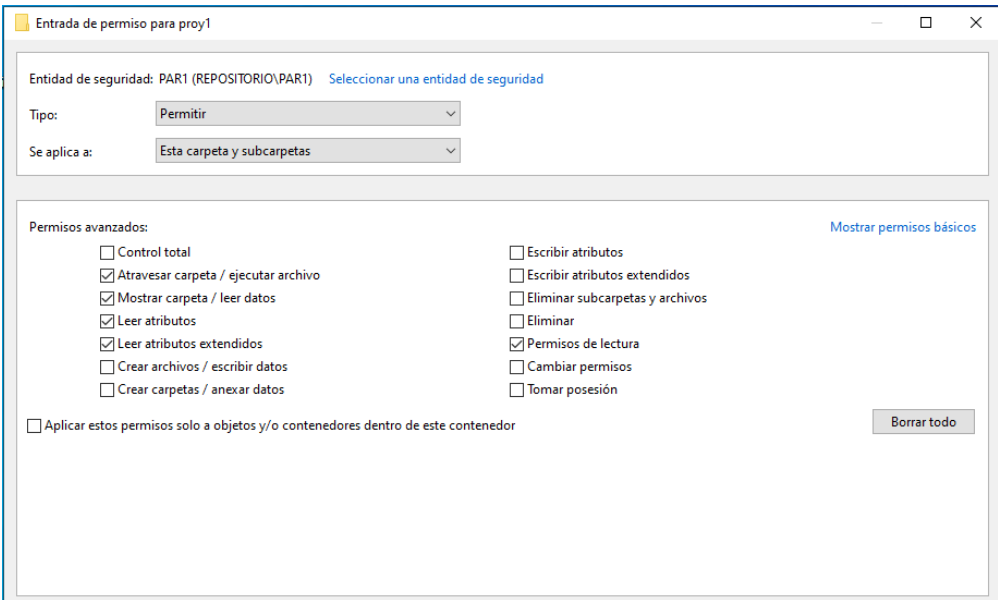 Entrada de permiso para proy1
Entidad de seguridad: PAR1 (REPOSITORIO\PAR1) Seleccionar una entidad de seguridad
Tipo: Permitir
Se aplica a: Esta carpeta y subcarpetas
Permisos avanzados: Mostrar permisos básicos
Control total Escribir atributos
Atravesar carpeta / ejecutar archivo Escribir atributos extendidos
Mostrar carpeta / leer datos Eliminar subcarpetas y archivos
Leer atributos Eliminar
Leer atributos extendidos Permisos de lectura
Crear archivos / escribir datos Cambiar permisos
Crear carpetas / anexar datos Tomar posesión
Aplicar estos permisos solo a objetos y/o contenedores dentro de este contenedor Borrar todo